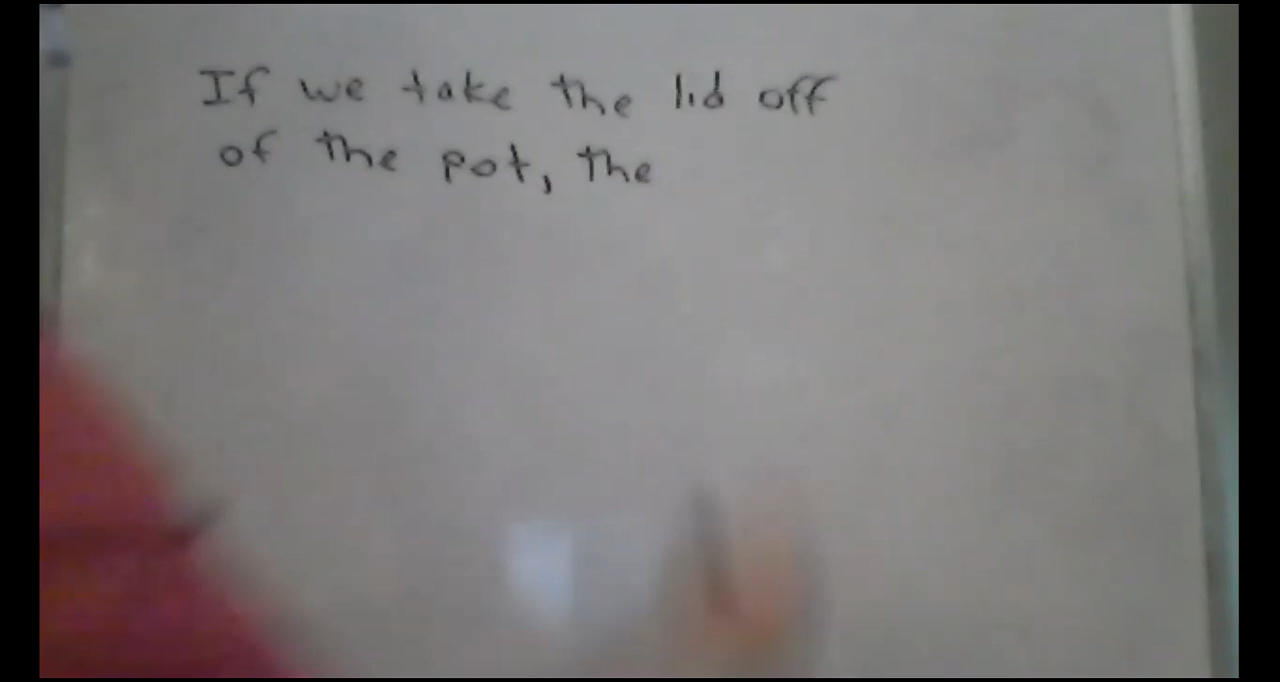 If we take the lid off
of the pot, the